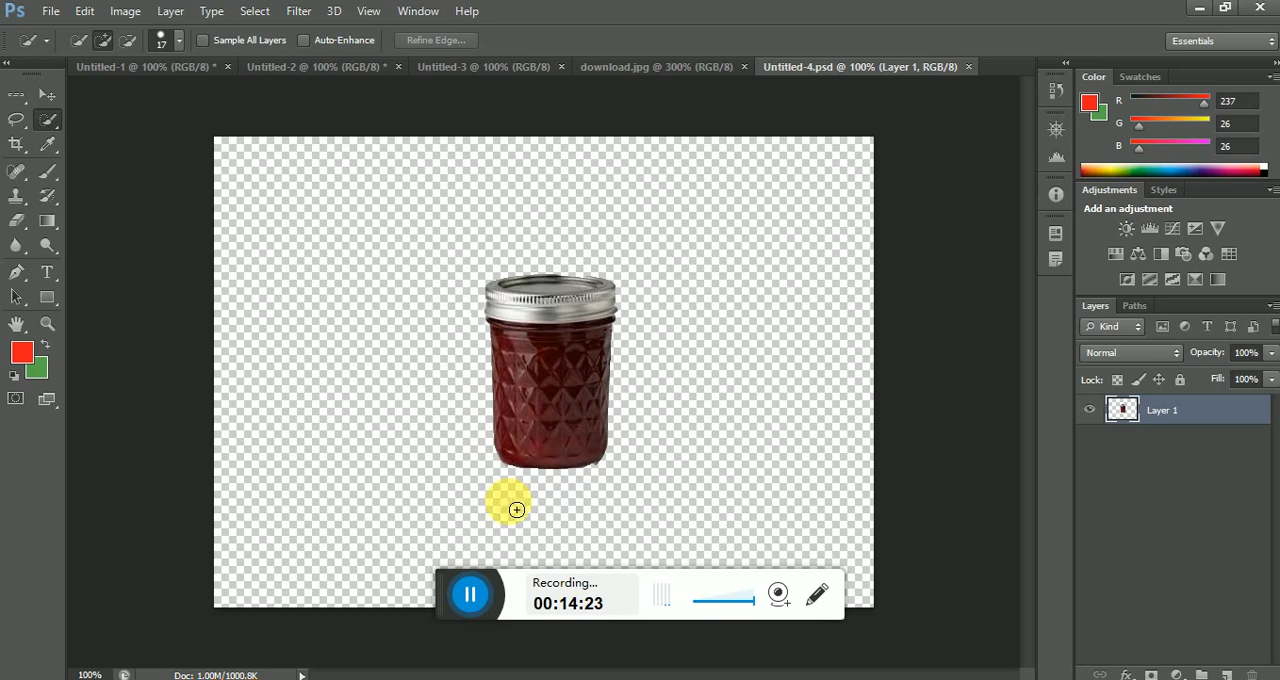 Ps File Edit Image Layer Type Select Filter 3D View Window Help
17 Sample All Layers Auto-Enhance Refine Edge... Essentials
Untitled-1 @ 100% (RGB/8) * × Untitled-2 @ 100% (RGB/8) * × Untitled-3 @ 100% (RGB/8) × download.jpg @ 300% (RGB/8) × Untitled-4.psd @ 100% (Layer 1, RGB/8) ×
Color Swatches
R 237
G 26
B 26
Adjustments Styles
Add an adjustment
Layers Paths
Kind
Normal Opacity: 100%
Lock: Fill: 100%
Layer 1
Recording...
00:14:23
100% Doc: 1.00M/1000.8K
fx